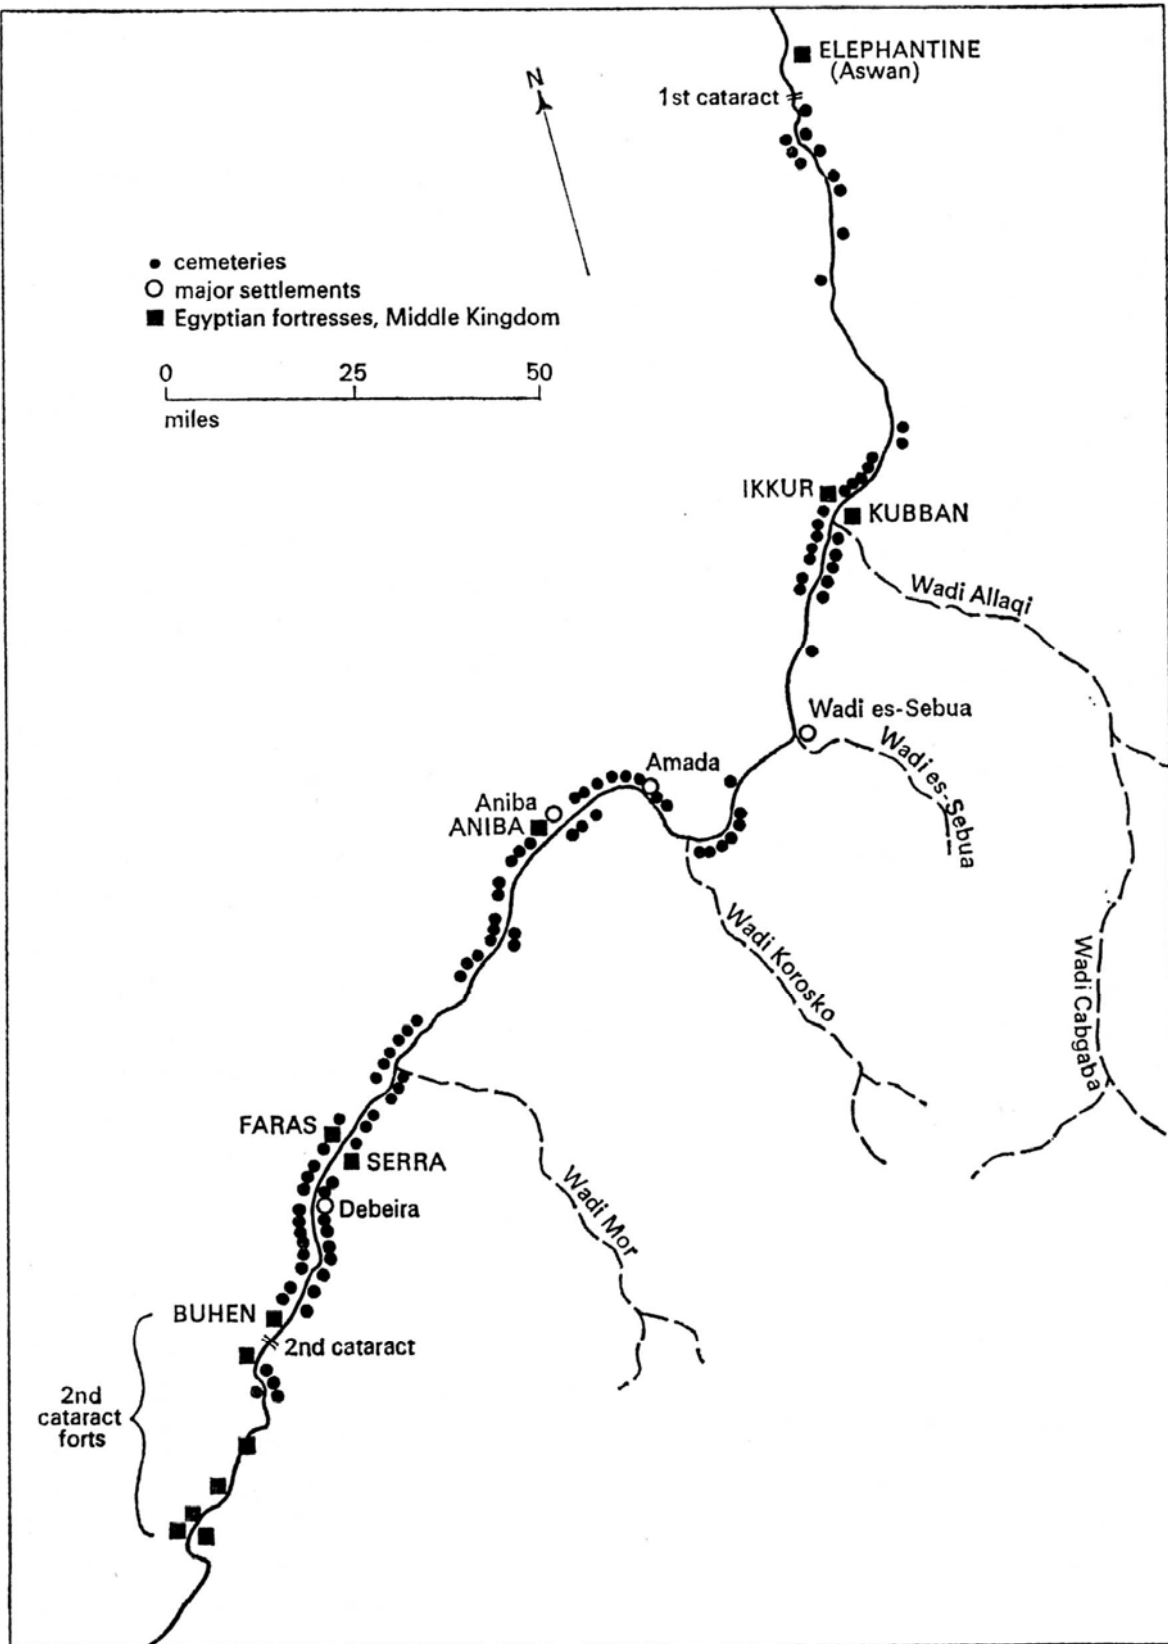 ELEPHANTINE
(Aswan)
N
1st cataract
cemeteries
major settlements
Egyptian fortresses, Middle Kingdom
0 25 50
miles
IKKUR
KUBBAN
Wadi Allaqi
Wadi es-Sebua
Wadi es-Sebua
Amada
Aniba
ANIBA
Wadi Korosko
Wadi Cabgaba
FARAS
SERRA
Debeira
Wadi Mor
BUHEN
2nd cataract
2nd
cataract
forts